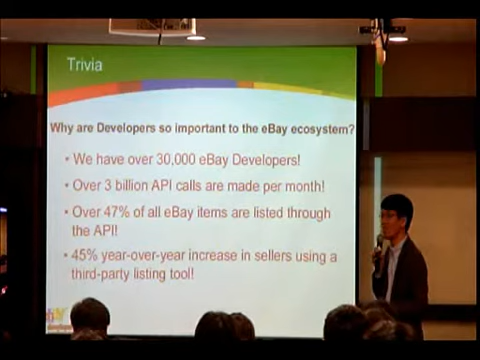 Trivia
Why are Developers so important to the eBay ecosystem?
• We have over 30,000 eBay Developers!
• Over 3 billion API calls are made per month!
• Over 47% of all eBay items are listed through
the API!
• 45% year-over-year increase in sellers using a
third-party listing tool!